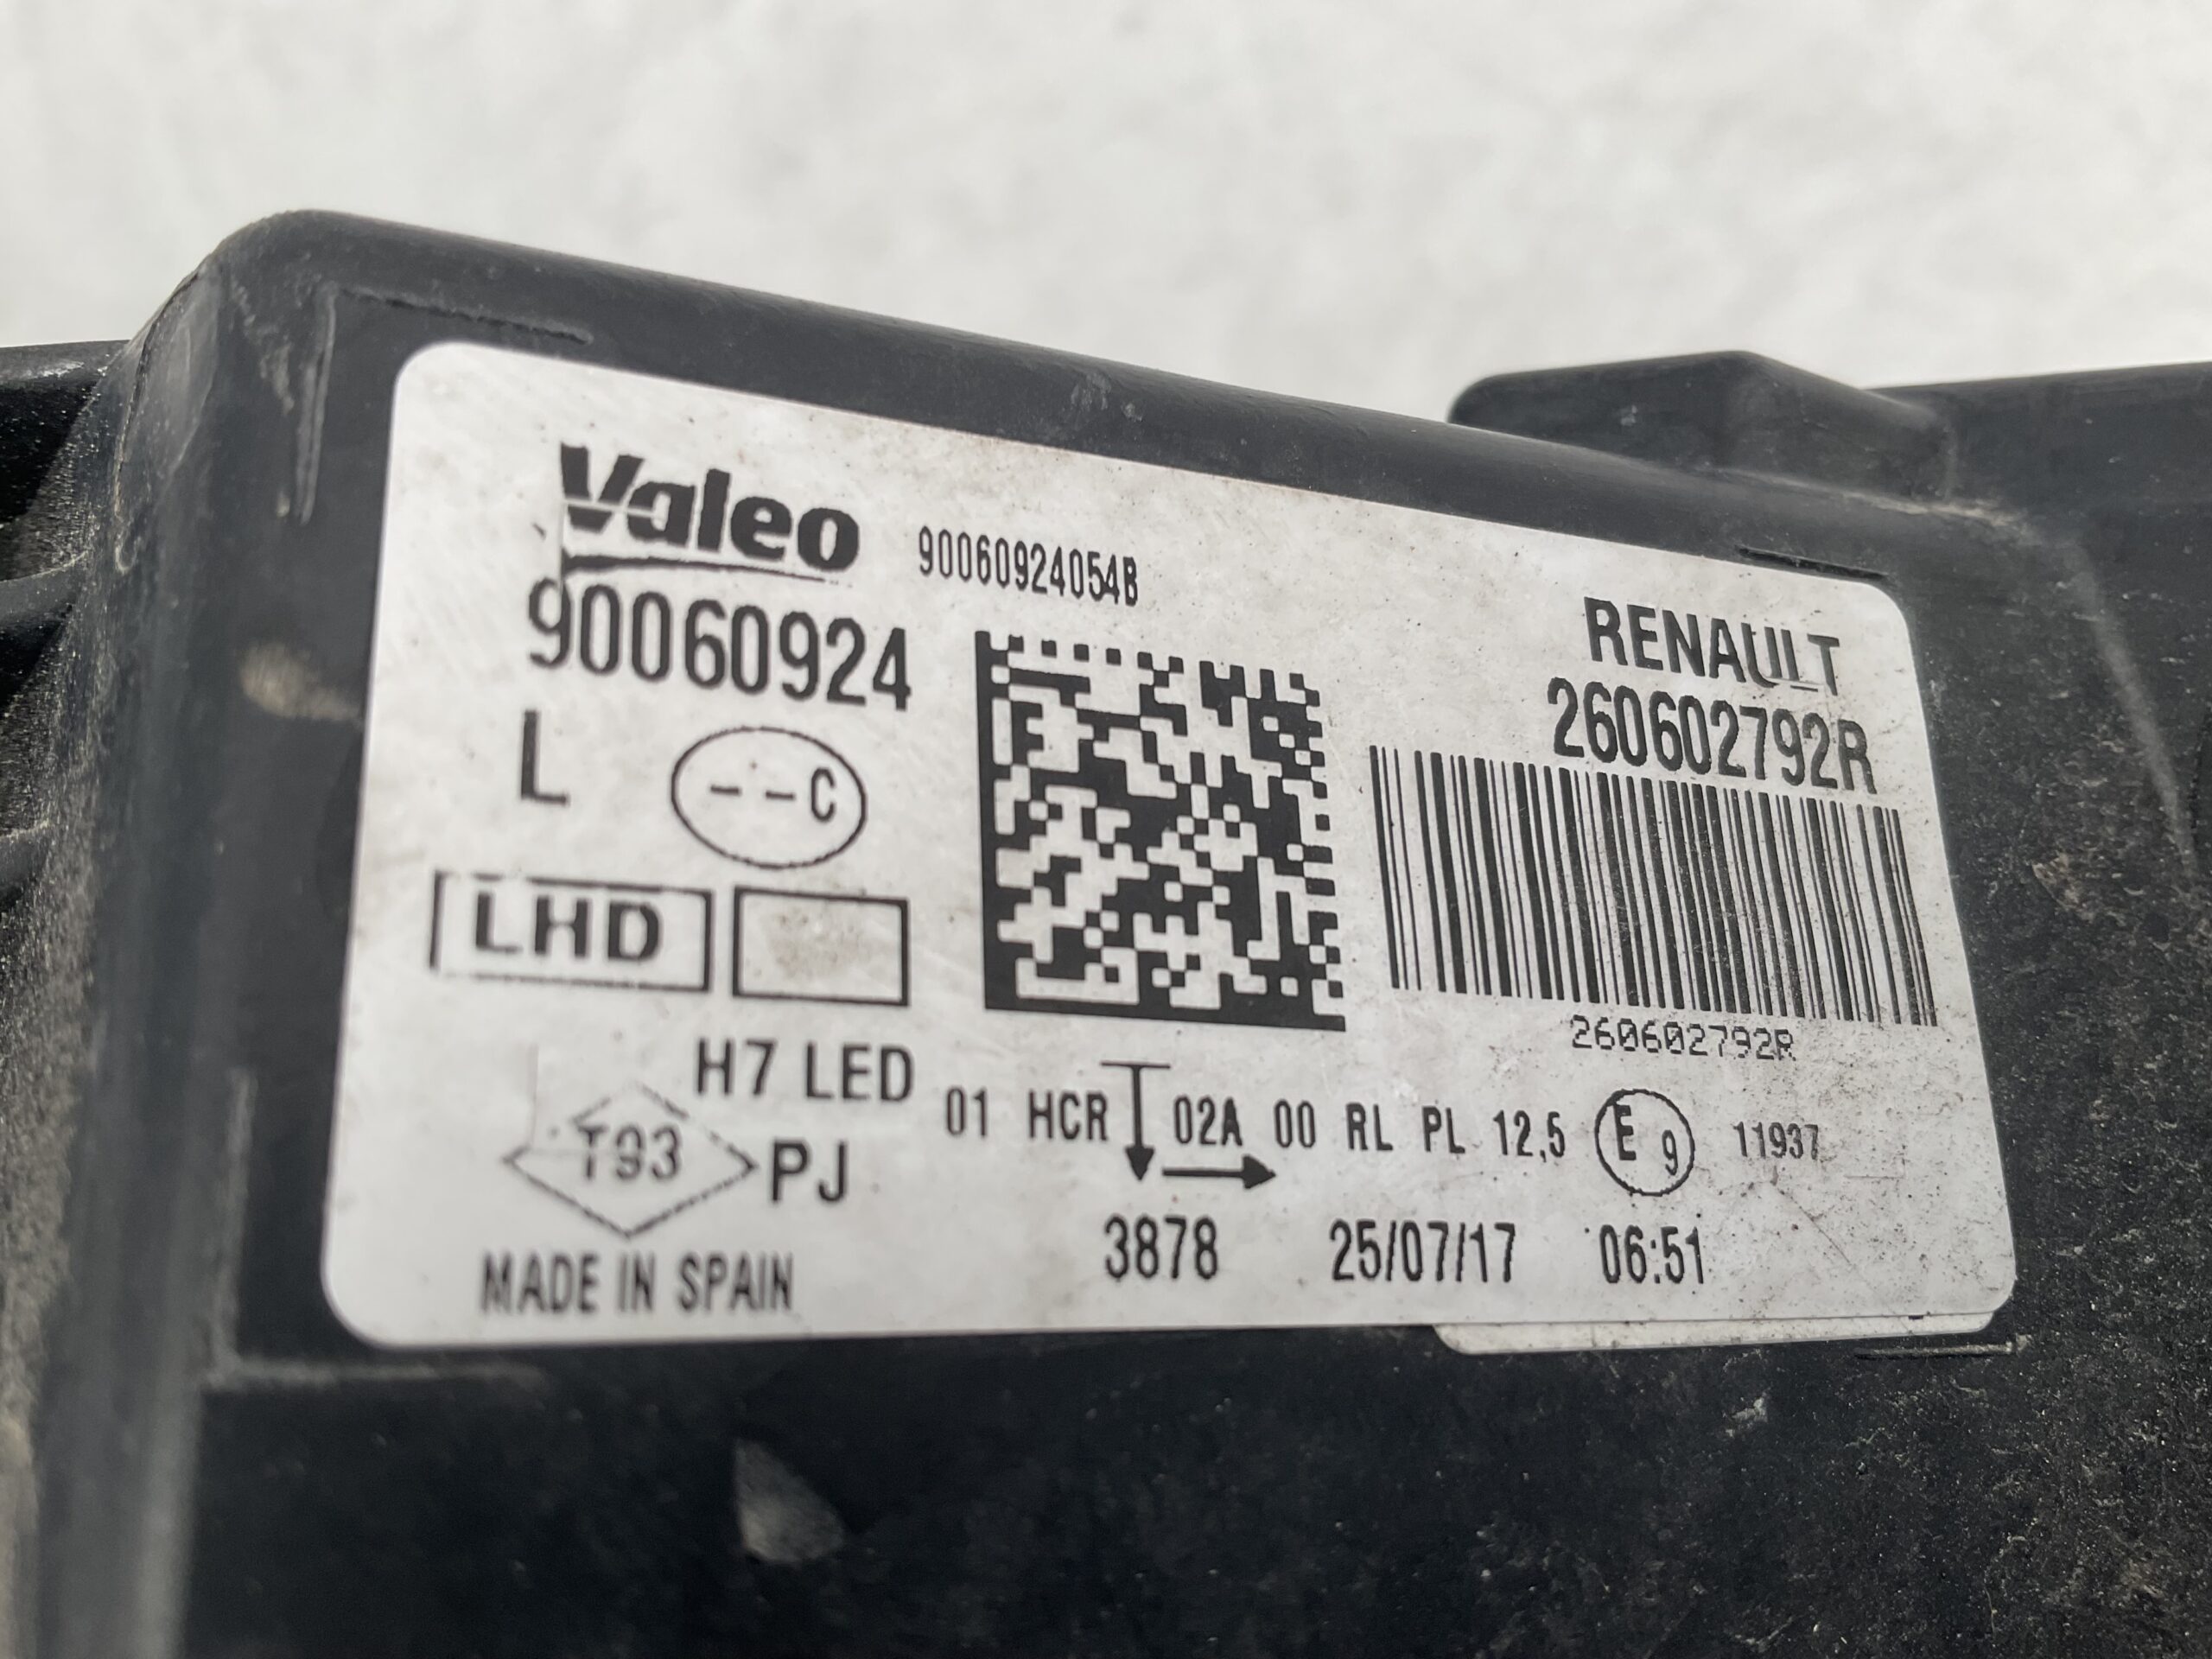 Valeo 90060924054B
90060924
RENAULT
260602792R
L --C
LHD
260602792R
H7 LED
01 HCR 02A 00 RL PL 12,5 E9 11937
T93 PJ
3878 25/07/17 06:51
MADE IN SPAIN